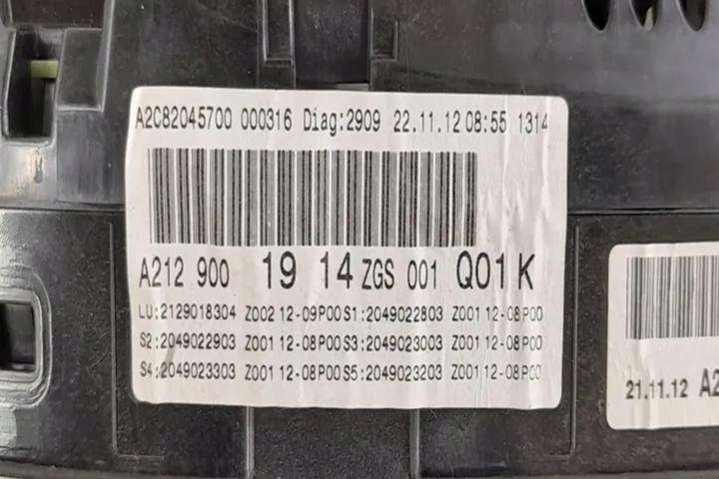 A2C82045700 000316 Diag:2909 22.11.12 08:55 1314
A212 900 19 14 ZGS 001 Q01 K
LU:2129018304 Z002 12-09P00 S1:2049022803 Z001 12-08P00
S2:2049022903 Z001 12-08P00 S3:2049023003 Z001 12-08P00
S4:2049023303 Z001 12-08P00 S5:2049023203 Z001 12-08P00
21.11.12 A2